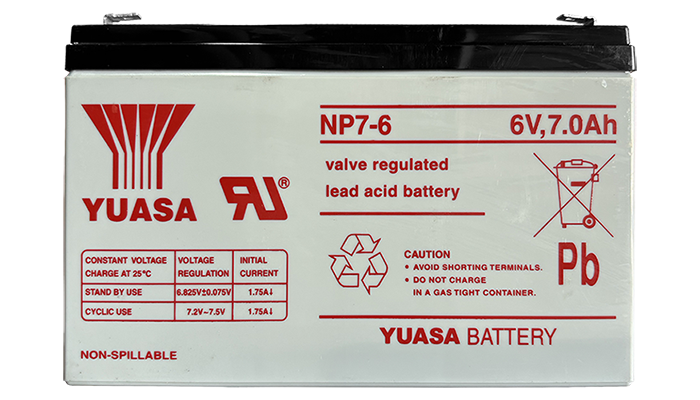 YUASA
RU®
NP7-6 6V,7.0Ah
valve regulated
lead acid battery
CONSTANT VOLTAGE CHARGE AT 25°C VOLTAGE REGULATION INITIAL CURRENT
STAND BY USE 6.825V±0.075V 1.75A↓
CYCLIC USE 7.2V~7.5V 1.75A↓
NON-SPILLABLE
CAUTION
• AVOID SHORTING TERMINALS.
• DO NOT CHARGE
IN A GAS TIGHT CONTAINER.
Pb
YUASA BATTERY